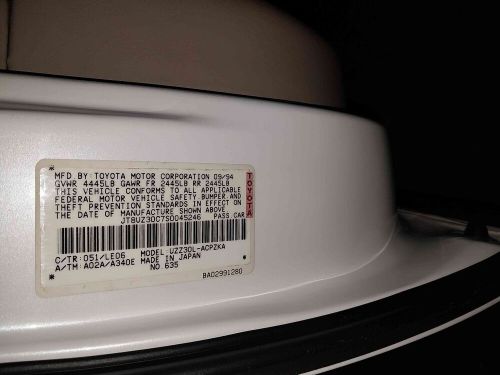 MFD BY: TOYOTA MOTOR CORPORATION 09/94
GVWR 4445LB GAWR FR 2445LB RR 2445LB
THIS VEHICLE CONFORMS TO ALL APPLICABLE
FEDERAL MOTOR VEHICLE SAFETY, BUMPER AND
THEFT PREVENTION STANDARDS IN EFFECT ON
THE DATE OF MANUFACTURE SHOWN ABOVE.
JT8UZ30C7S0045246 PASS.CAR
TOYOTA
C/TR: 051/LE06 MODEL: UZZ30L-ACPZKA
A/TM: A02A/A340E MADE IN JAPAN
NO.635
BA02991280